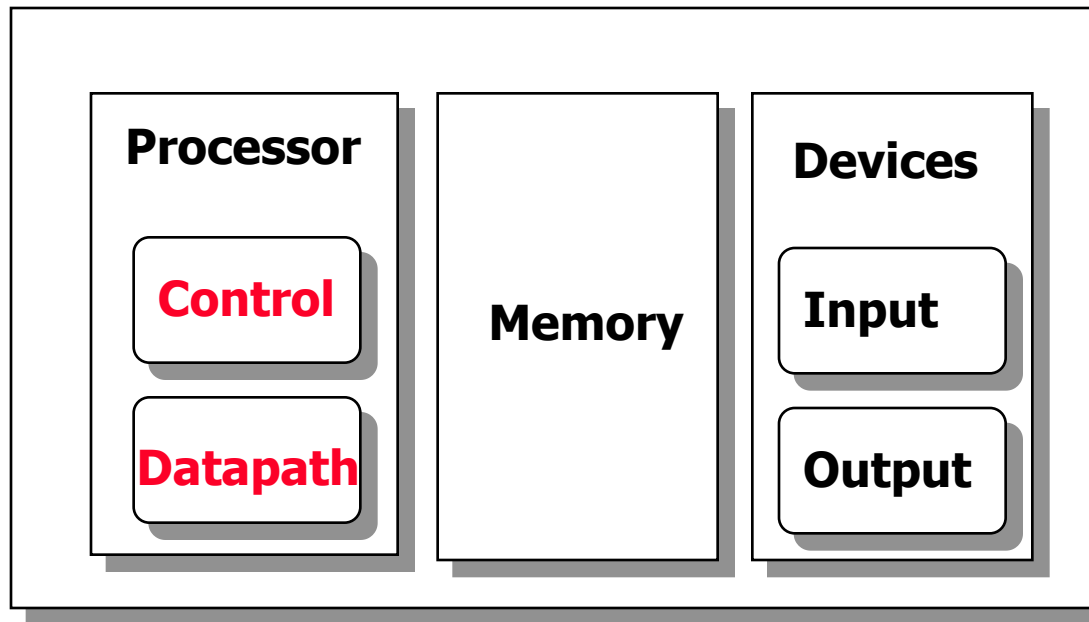 Processor
Control
Datapath
Memory
Devices
Input
Output